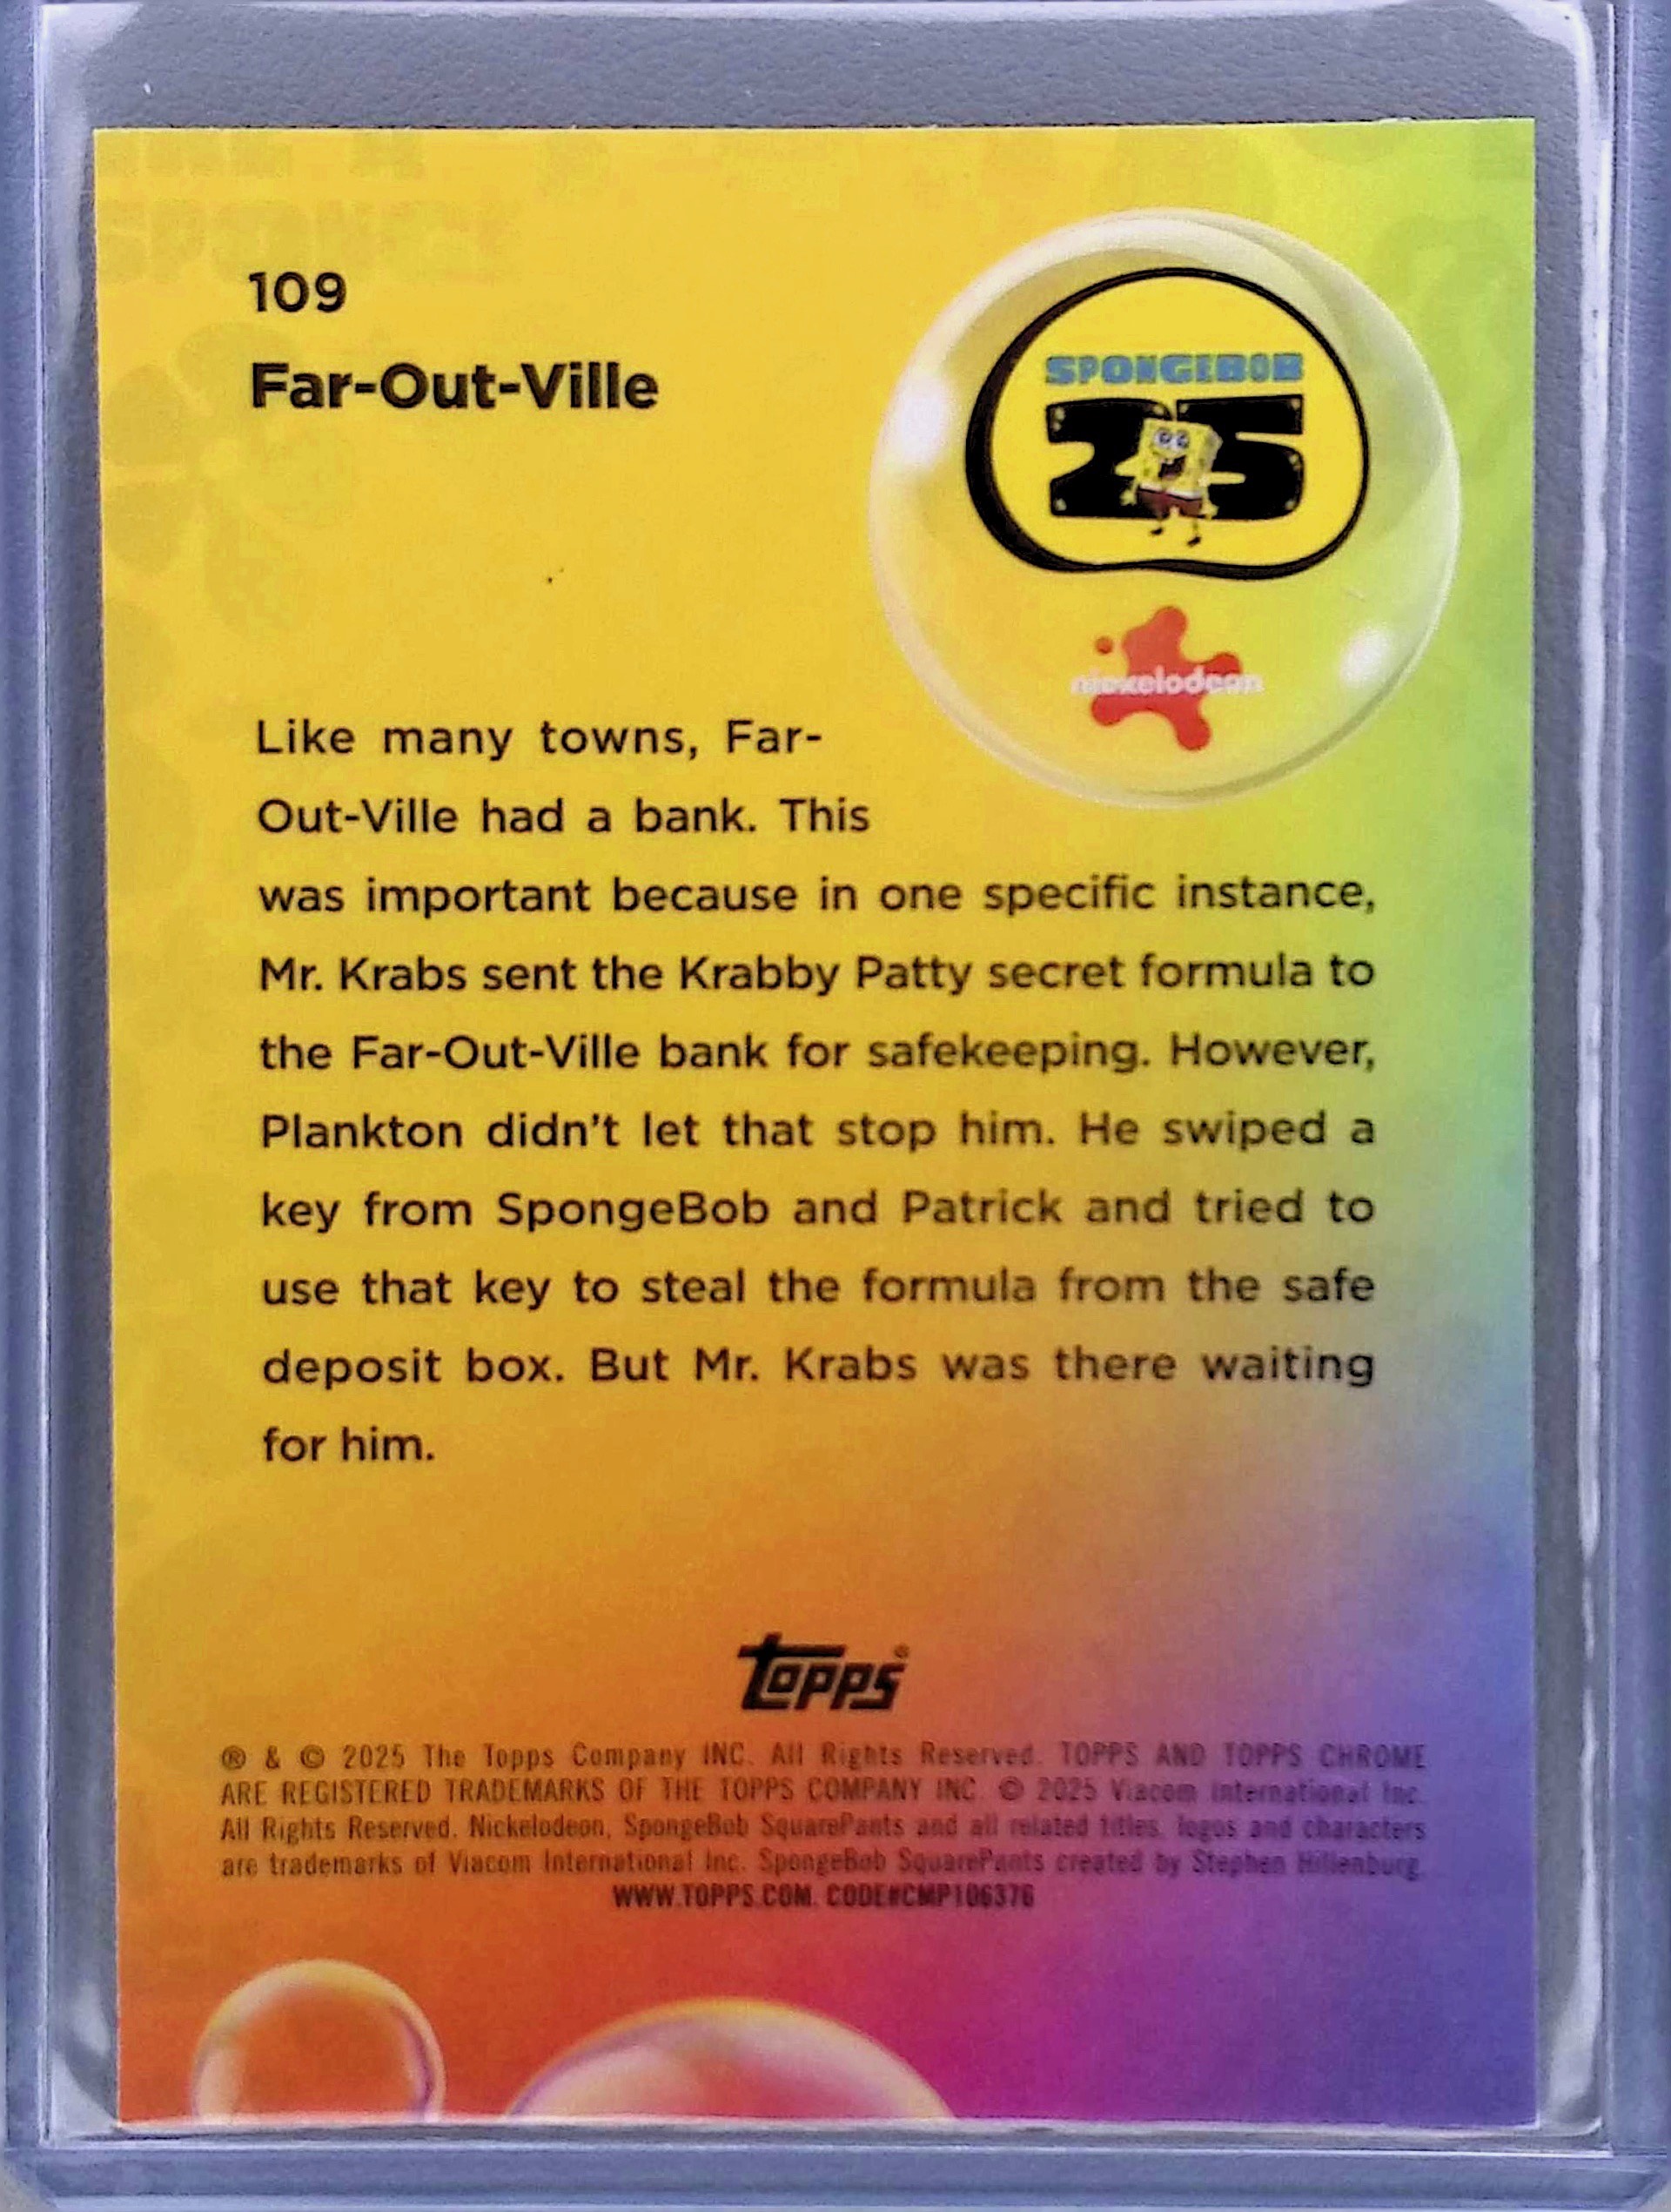 109
Far-Out-Ville
SPONGEBOB
25
nickelodeon
Like many towns, Far-
Out-Ville had a bank. This
was important because in one specific instance,
Mr. Krabs sent the Krabby Patty secret formula to
the Far-Out-Ville bank for safekeeping. However,
Plankton didn't let that stop him. He swiped a
key from SpongeBob and Patrick and tried to
use that key to steal the formula from the safe
deposit box. But Mr. Krabs was there waiting
for him.
topps®
® & © 2025 The Topps Company INC. All Rights Reserved. TOPPS AND TOPPS CHROME
ARE REGISTERED TRADEMARKS OF THE TOPPS COMPANY INC. © 2025 Viacom International Inc.
All Rights Reserved. Nickelodeon, SpongeBob SquarePants and all related titles, logos and characters
are trademarks of Viacom International Inc. SpongeBob SquarePants created by Stephen Hillenburg.
WWW.TOPPS.COM. CODE#CMP106376